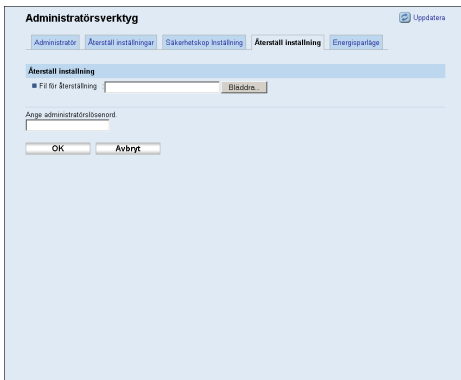 Administratörsverktyg
Uppdatera
Administratör Återställ inställningar Säkerhetskop Inställning Återställ inställning Energisparläge
Återställ inställning
Fil för återställning :
Bläddra...
Ange administratörslösenord.
OK Avbryt